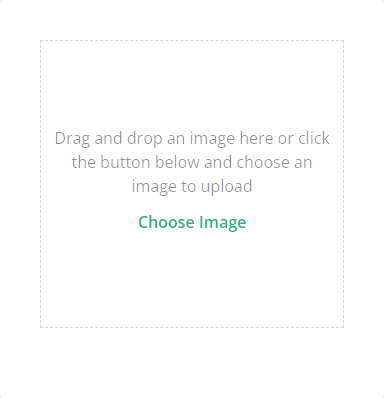 Drag and drop an image here or click
the button below and choose an
image to upload
Choose Image